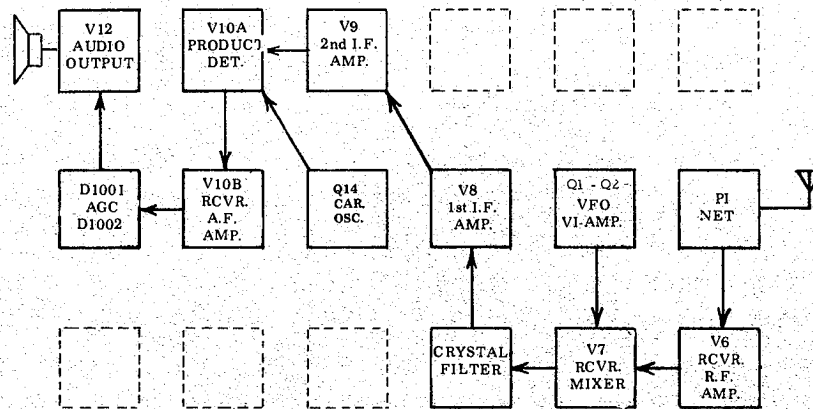 V12
AUDIO
OUTPUT
V10A
PRODUCT
DET.
V9
2nd I.F.
AMP.
D1001
AGC
D1002
V10B
RCVR.
A.F.
AMP.
Q14
CAR.
OSC.
V8
1st I.F.
AMP.
Q1 - Q2 -
VFO
VI-AMP.
PI
NET
CRYSTAL
FILTER
V7
RCVR.
MIXER
V6
RCVR.
R.F.
AMP.